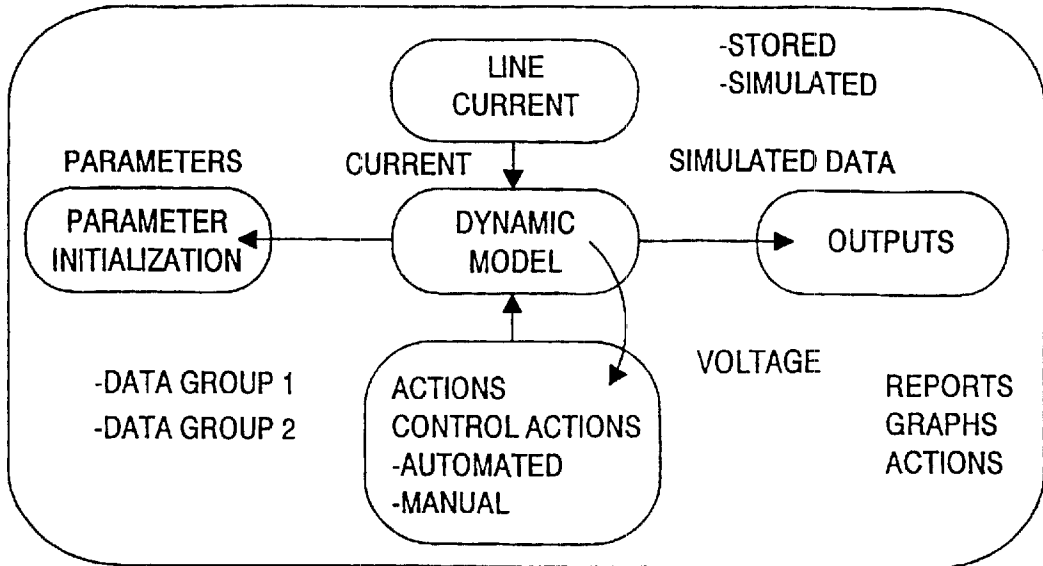 LINE
CURRENT
-STORED
-SIMULATED
PARAMETERS
CURRENT
SIMULATED DATA
PARAMETER
INITIALIZATION
DYNAMIC
MODEL
OUTPUTS
-DATA GROUP 1
-DATA GROUP 2
ACTIONS
CONTROL ACTIONS
-AUTOMATED
-MANUAL
VOLTAGE
REPORTS
GRAPHS
ACTIONS